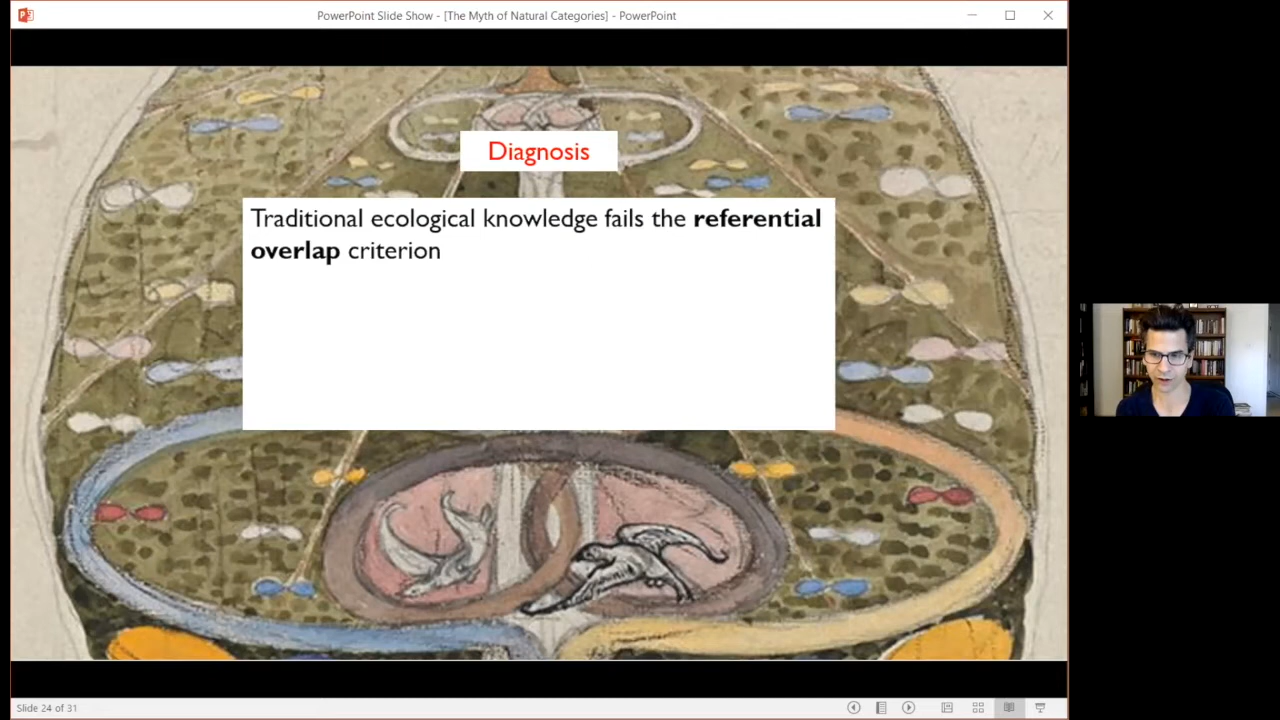 PowerPoint Slide Show - [The Myth of Natural Categories] - PowerPoint
Diagnosis
Traditional ecological knowledge fails the referential
overlap criterion
Slide 24 of 31